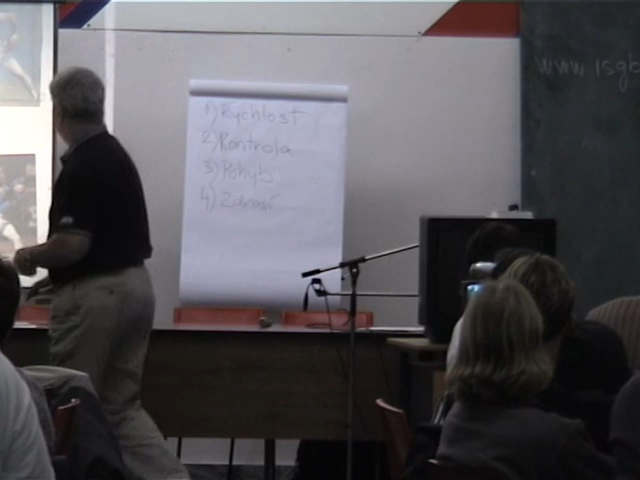 1) Rychlost
2) Kontrola
3) Pohyb
4) Zdraví
www.isgb